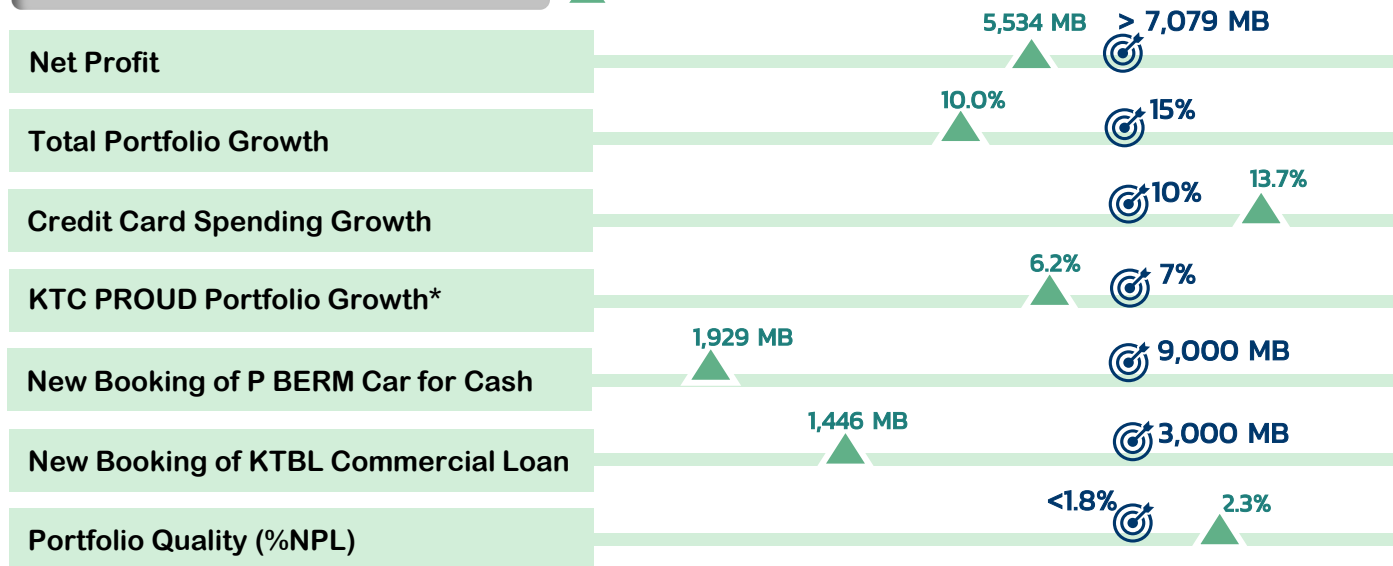 5,534 MB > 7,079 MB
Net Profit
10.0% 15%
Total Portfolio Growth
10% 13.7%
Credit Card Spending Growth
6.2% 7%
KTC PROUD Portfolio Growth*
1,929 MB 9,000 MB
New Booking of P BERM Car for Cash
1,446 MB 3,000 MB
New Booking of KTBL Commercial Loan
<1.8% 2.3%
Portfolio Quality (%NPL)